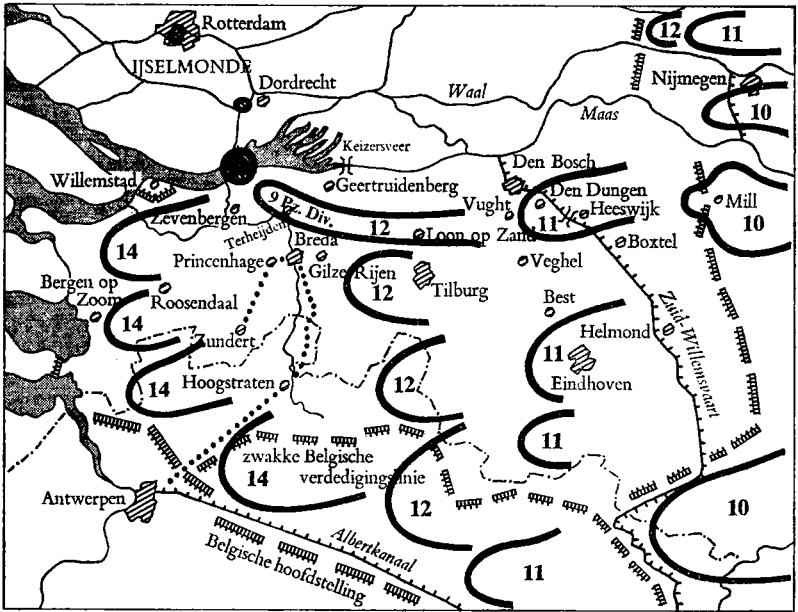 Rotterdam
12
11
IJSELMONDE
Nijmegen
Dordrecht
Waal
10
Maas
Keizersveer
Den Bosch
Willemstad
Geertruidenberg
Den Dungen
Mill
9 Pz. Div.
Vught
11
Heeswijk
10
Zevenbergen
12
Terheijden
Loon op Zand
Breda
Boxtel
14
Princenhage
Gilze Rijen
Veghel
Bergen op
Zoom
Roosendaal
12
Tilburg
14
Best
Zuid-Willemsvaart
Zundert
Helmond
11
14
Hoogstraten
12
Eindhoven
11
zwakke Belgische
verdedigingslinie
14
Antwerpen
12
10
Albertkanaal
Belgische hoofdstelling
11